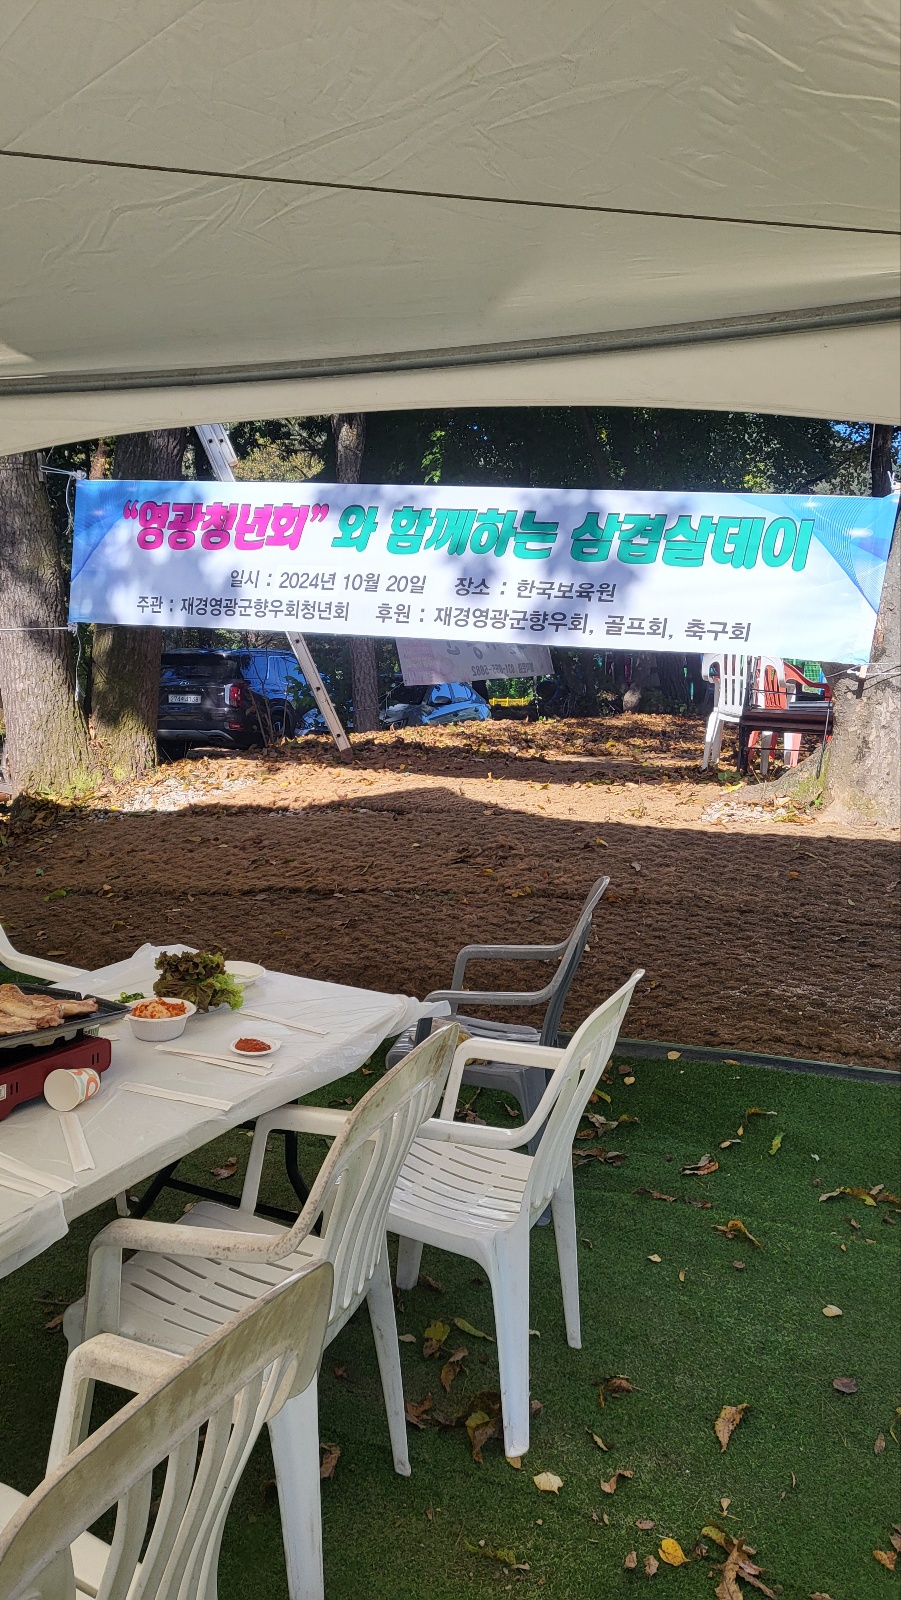 "영광청년회" 와 함께하는 삼겹살데이
일시 : 2024년 10월 20일 장소 : 한국보육원
주관 : 재경영광군향우회청년회 후원 : 재경영광군향우회, 골프회, 축구회